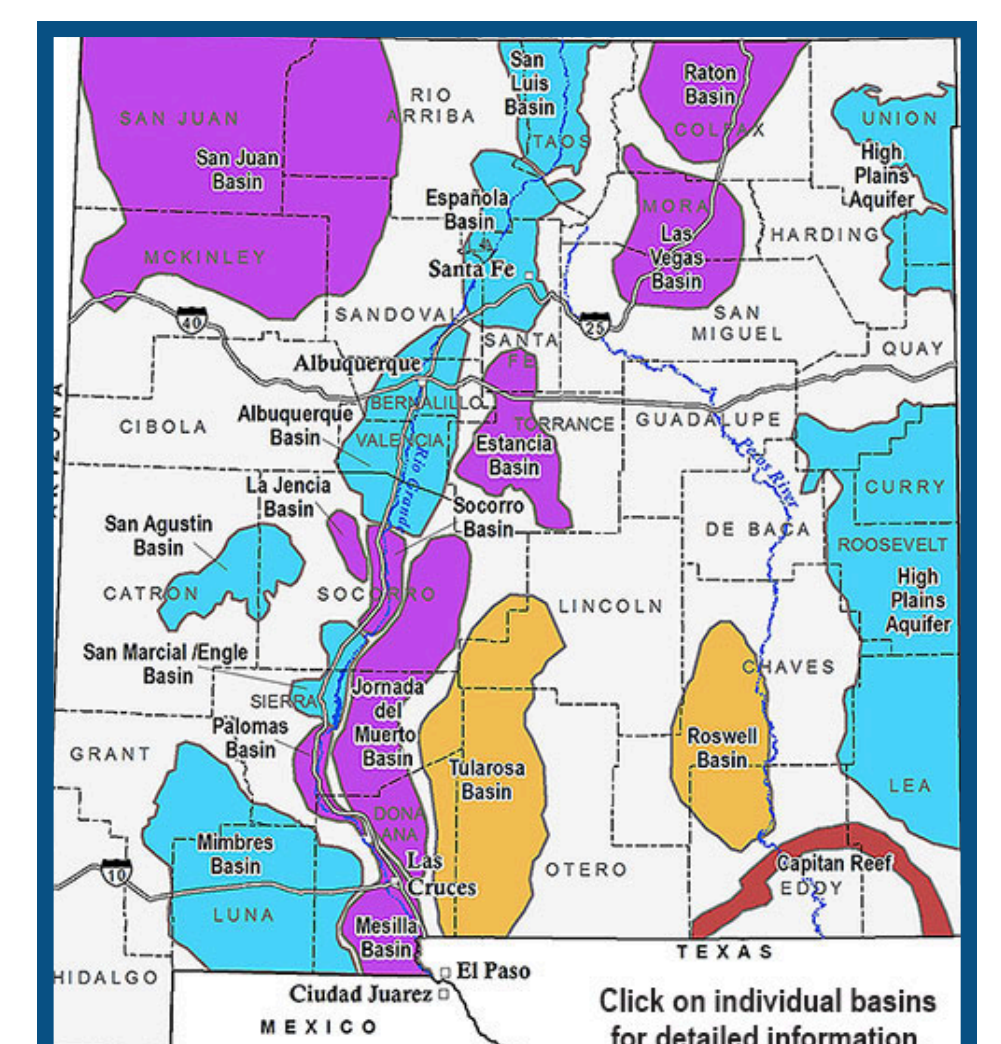 San
Luis
Basin
Raton
Basin
RIO
ARRIBA
SAN JUAN
UNION
COLFAX
TAOS
San Juan
Basin
High
Plains
Aquifer
Española
Basin
MORA
Las
Vegas
Basin
HARDING
MCKINLEY
Santa Fe
SANDOVAL
40
25
SAN
MIGUEL
SANTA
FE
QUAY
Albuquerque
BERNALILLO
Albuquerque
Basin
CIBOLA
VALENCIA
TORRANCE
GUADALUPE
Estancia
Basin
Rio Grande
Pecos River
ARIZONA
La Jencia
Basin
CURRY
San Agustin
Basin
Socorro
Basin
DE BACA
ROOSEVELT
High
Plains
Aquifer
CATRON
SOCORRO
LINCOLN
San Marcial /Engle
Basin
CHAVES
SIERRA
Jornada
del
Muerto
Basin
Palomas
Basin
GRANT
Roswell
Basin
Tularosa
Basin
LEA
DONA
ANA
Mimbres
Basin
Las
Cruces
10
OTERO
Capitan Reef
EDDY
LUNA
Mesilla
Basin
TEXAS
HIDALGO
El Paso
Ciudad Juarez
MEXICO
Click on individual basins
for detailed information